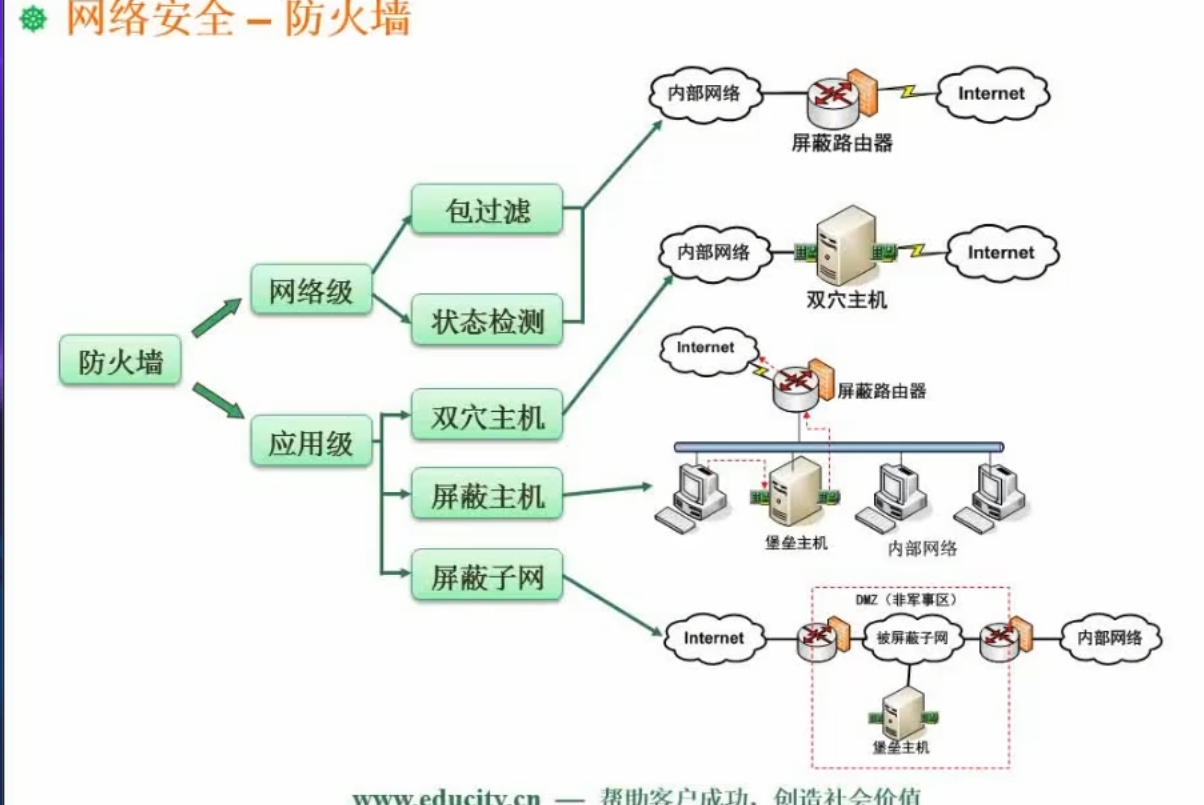 网络安全 – 防火墙
内部网络
Internet
屏蔽路由器
包过滤
内部网络
Internet
网络级
双穴主机
状态检测
Internet
防火墙
屏蔽路由器
双穴主机
应用级
屏蔽主机
堡垒主机
内部网络
屏蔽子网
DMZ（非军事区）
Internet
被屏蔽子网
内部网络
堡垒主机
www.educity.cn — 帮助客户成功，创造社会价值